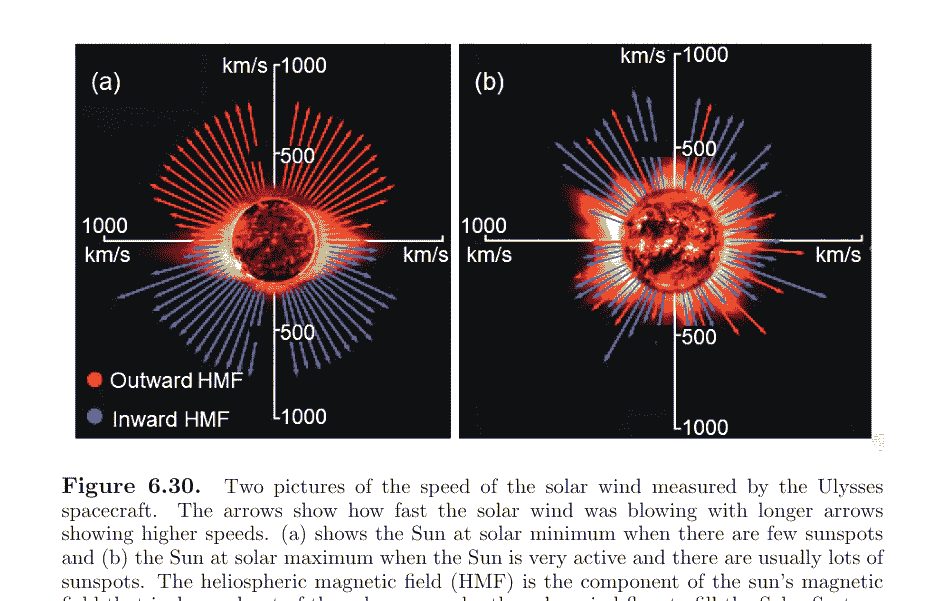 (a)
km/s
1000
500
1000
km/s
km/s
500
Outward HMF
Inward HMF
1000
(b)
km/s
1000
500
1000
km/s
km/s
500
1000
Figure 6.30. Two pictures of the speed of the solar wind measured by the Ulysses
spacecraft. The arrows show how fast the solar wind was blowing with longer arrows
showing higher speeds. (a) shows the Sun at solar minimum when there are few sunspots
and (b) the Sun at solar maximum when the Sun is very active and there are usually lots of
sunspots. The heliospheric magnetic field (HMF) is the component of the sun's magnetic